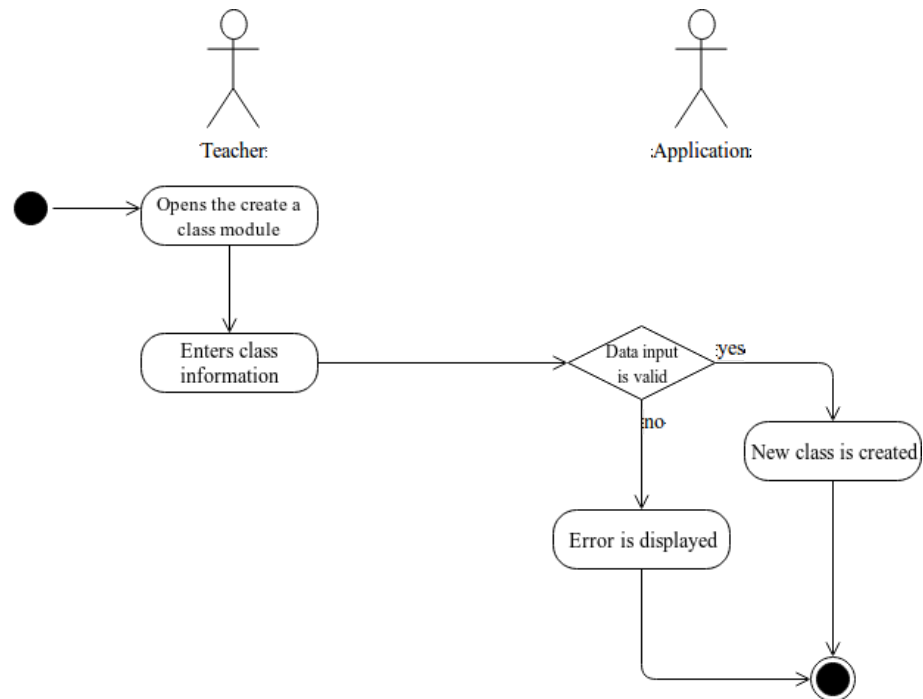 Teacher
Application
Opens the create a
class module
Enters class
information
Data input
is valid
yes
no
New class is created
Error is displayed